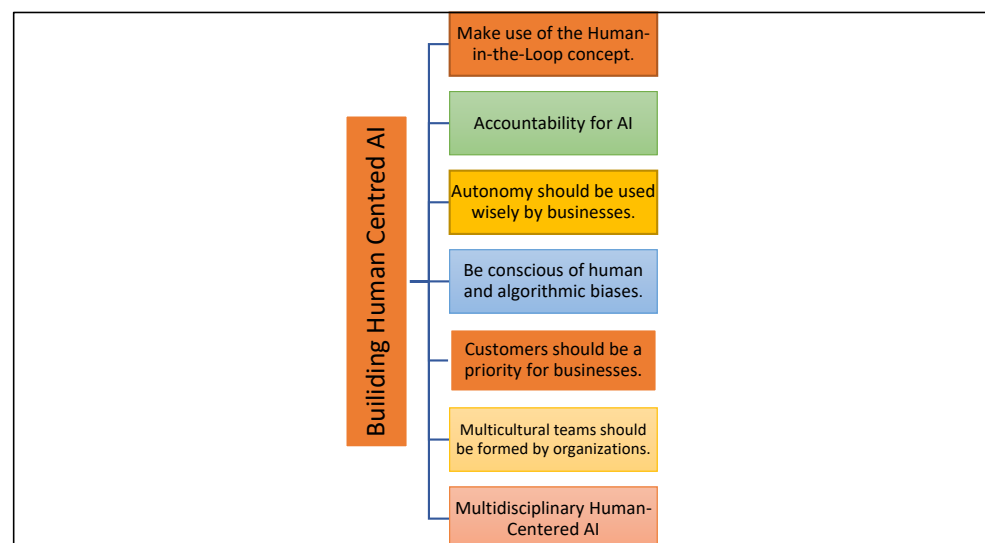 Builiding Human Centred AI
Make use of the Human-
in-the-Loop concept.
Accountability for AI
Autonomy should be used
wisely by businesses.
Be conscious of human
and algorithmic biases.
Customers should be a
priority for businesses.
Multicultural teams should
be formed by organizations.
Multidisciplinary Human-
Centered AI